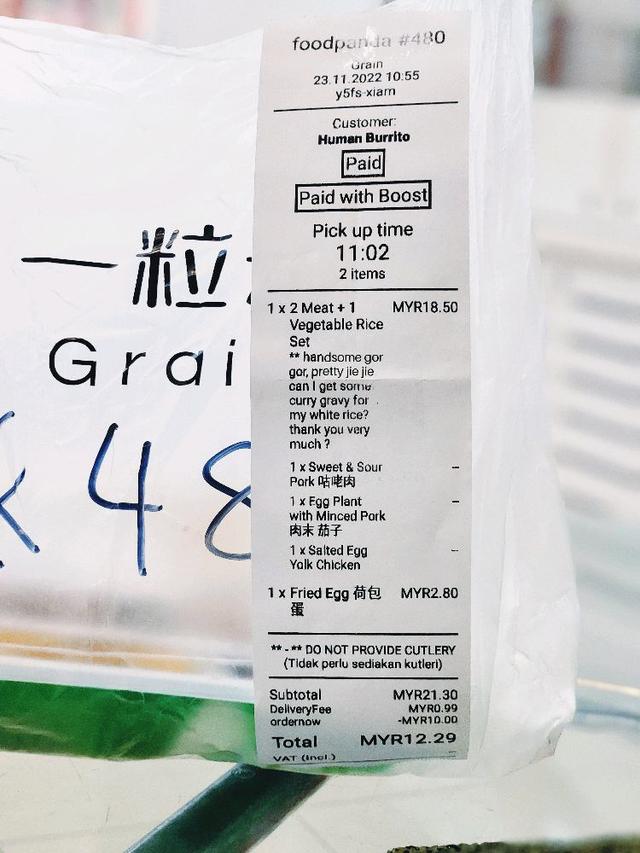 foodpanda #480
Grain
23.11.2022 10:55
y5fs-xiam
Customer:
Human Burrito
Paid
Paid with Boost
Pick up time
11:02
2 items
1 x 2 Meat + 1 MYR18.50
Vegetable Rice
Set
** handsome gor
gor, pretty jie jie
can I get some
curry gravy for
my white rice?
thank you very
much ?
1 x Sweet & Sour –
Pork 咕咾肉
1 x Egg Plant –
with Minced Pork
肉末 茄子
1 x Salted Egg –
Yolk Chicken
1 x Fried Egg 荷包 MYR2.80
蛋
** - ** DO NOT PROVIDE CUTLERY
(Tidak perlu sediakan kutleri)
Subtotal MYR21.30
DeliveryFee MYR0.99
ordernow -MYR10.00
Total MYR12.29
VAT (Incl.) –
一粒
Grai
48